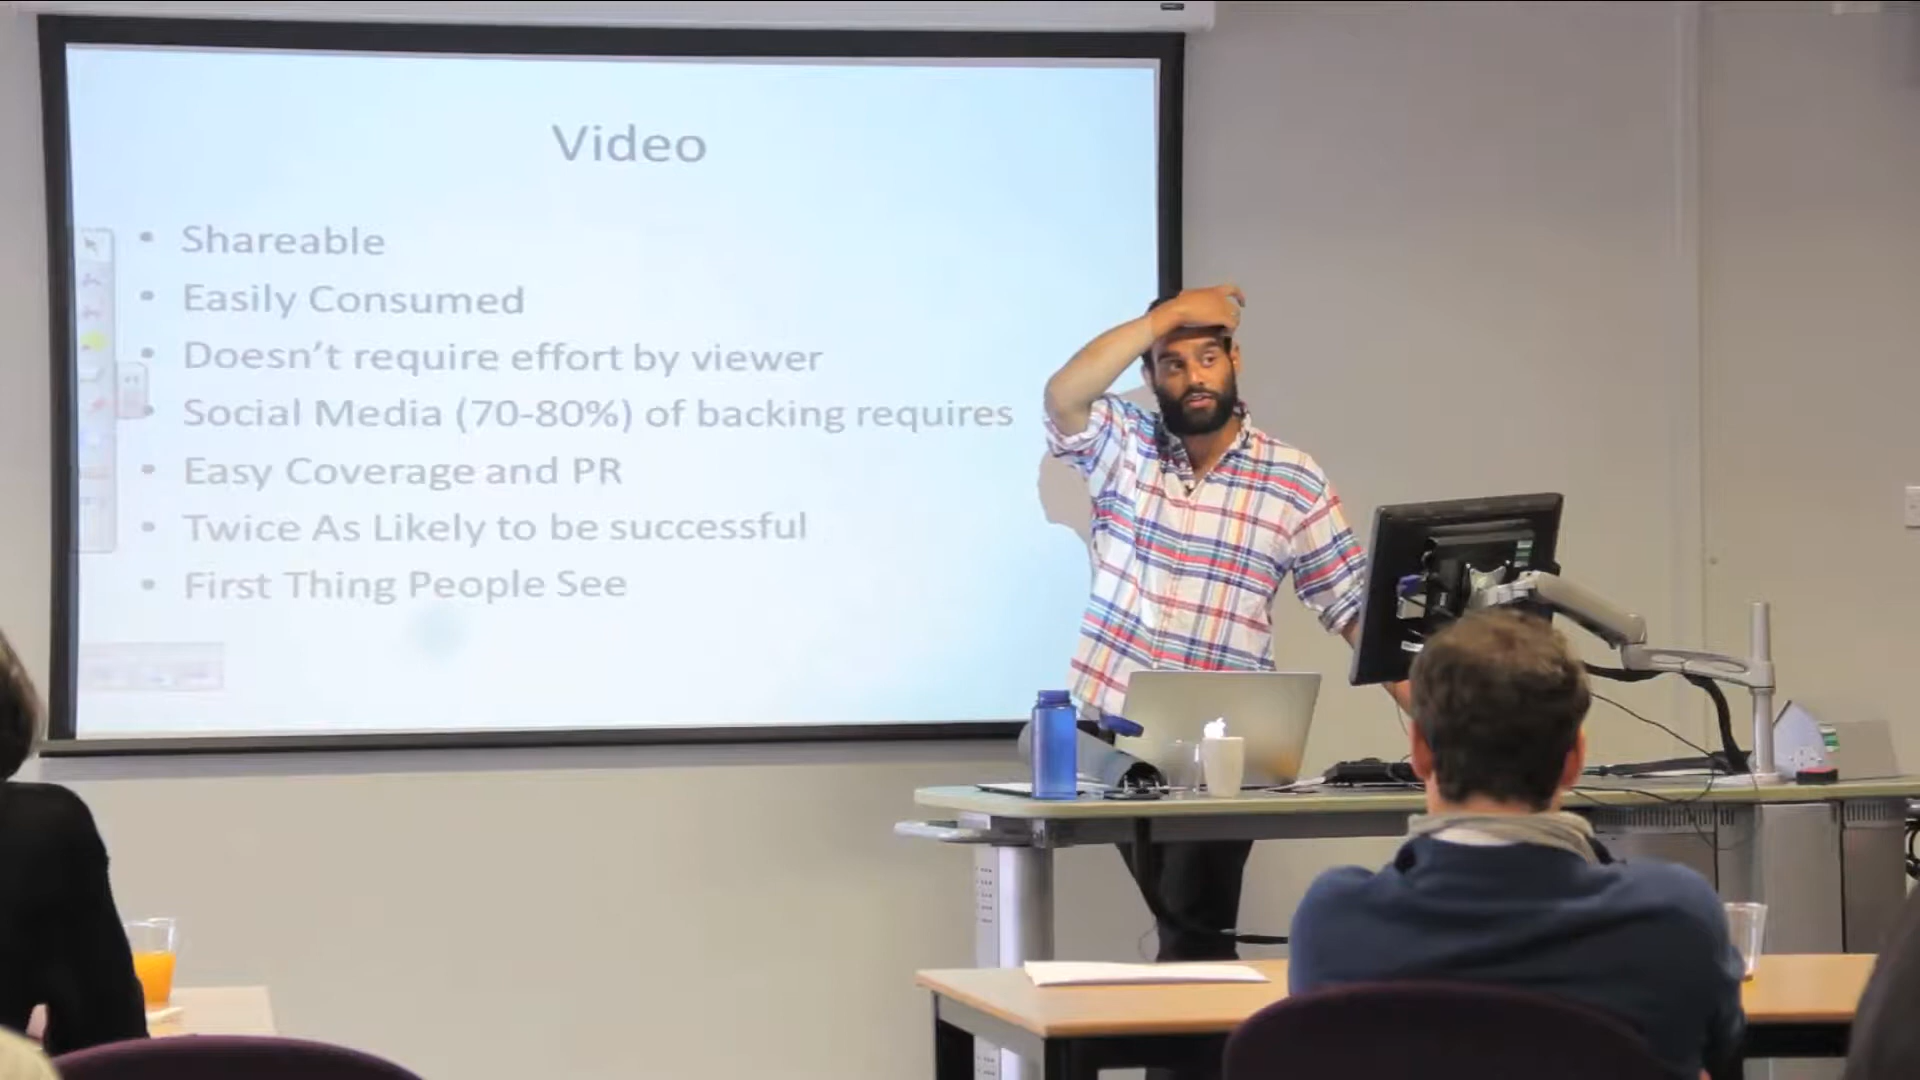 Video
• Shareable
• Easily Consumed
• Doesn't require effort by viewer
• Social Media (70-80%) of backing requires
• Easy Coverage and PR
• Twice As Likely to be successful
• First Thing People See